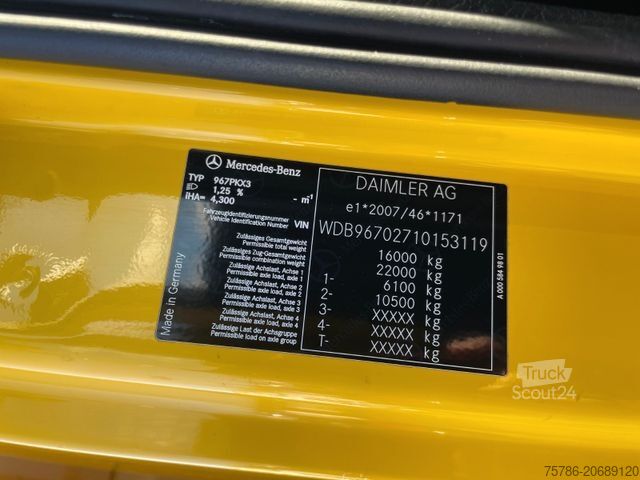 Mercedes-Benz
TYP 967PKX3
1,25 %
iHA= 4,300 - m-1
Fahrzeugidentifizierungsnummer
Vehicle Identification Number VIN
DAIMLER AG
e1*2007/46*1171
WDB96702710153119
Zulässiges Gesamtgewicht
Permissible total weight 16000 kg
Zulässiges Zug-Gesamtgewicht
Permissible combination weight 22000 kg
Zulässige Achslast, Achse 1
Permissible axle load, axle 1 1- 6100 kg
Zulässige Achslast, Achse 2
Permissible axle load, axle 2 2- 10500 kg
Zulässige Achslast, Achse 3
Permissible axle load, axle 3 3- XXXXX kg
Zulässige Achslast, Achse 4
Permissible axle load, axle 4 4- XXXXX kg
Zulässige Last der Achsgruppe
Permissible load on axle group T- XXXXX kg
Made in Germany
A 000 584 98 01
Truck
Scout24
75786-20689120